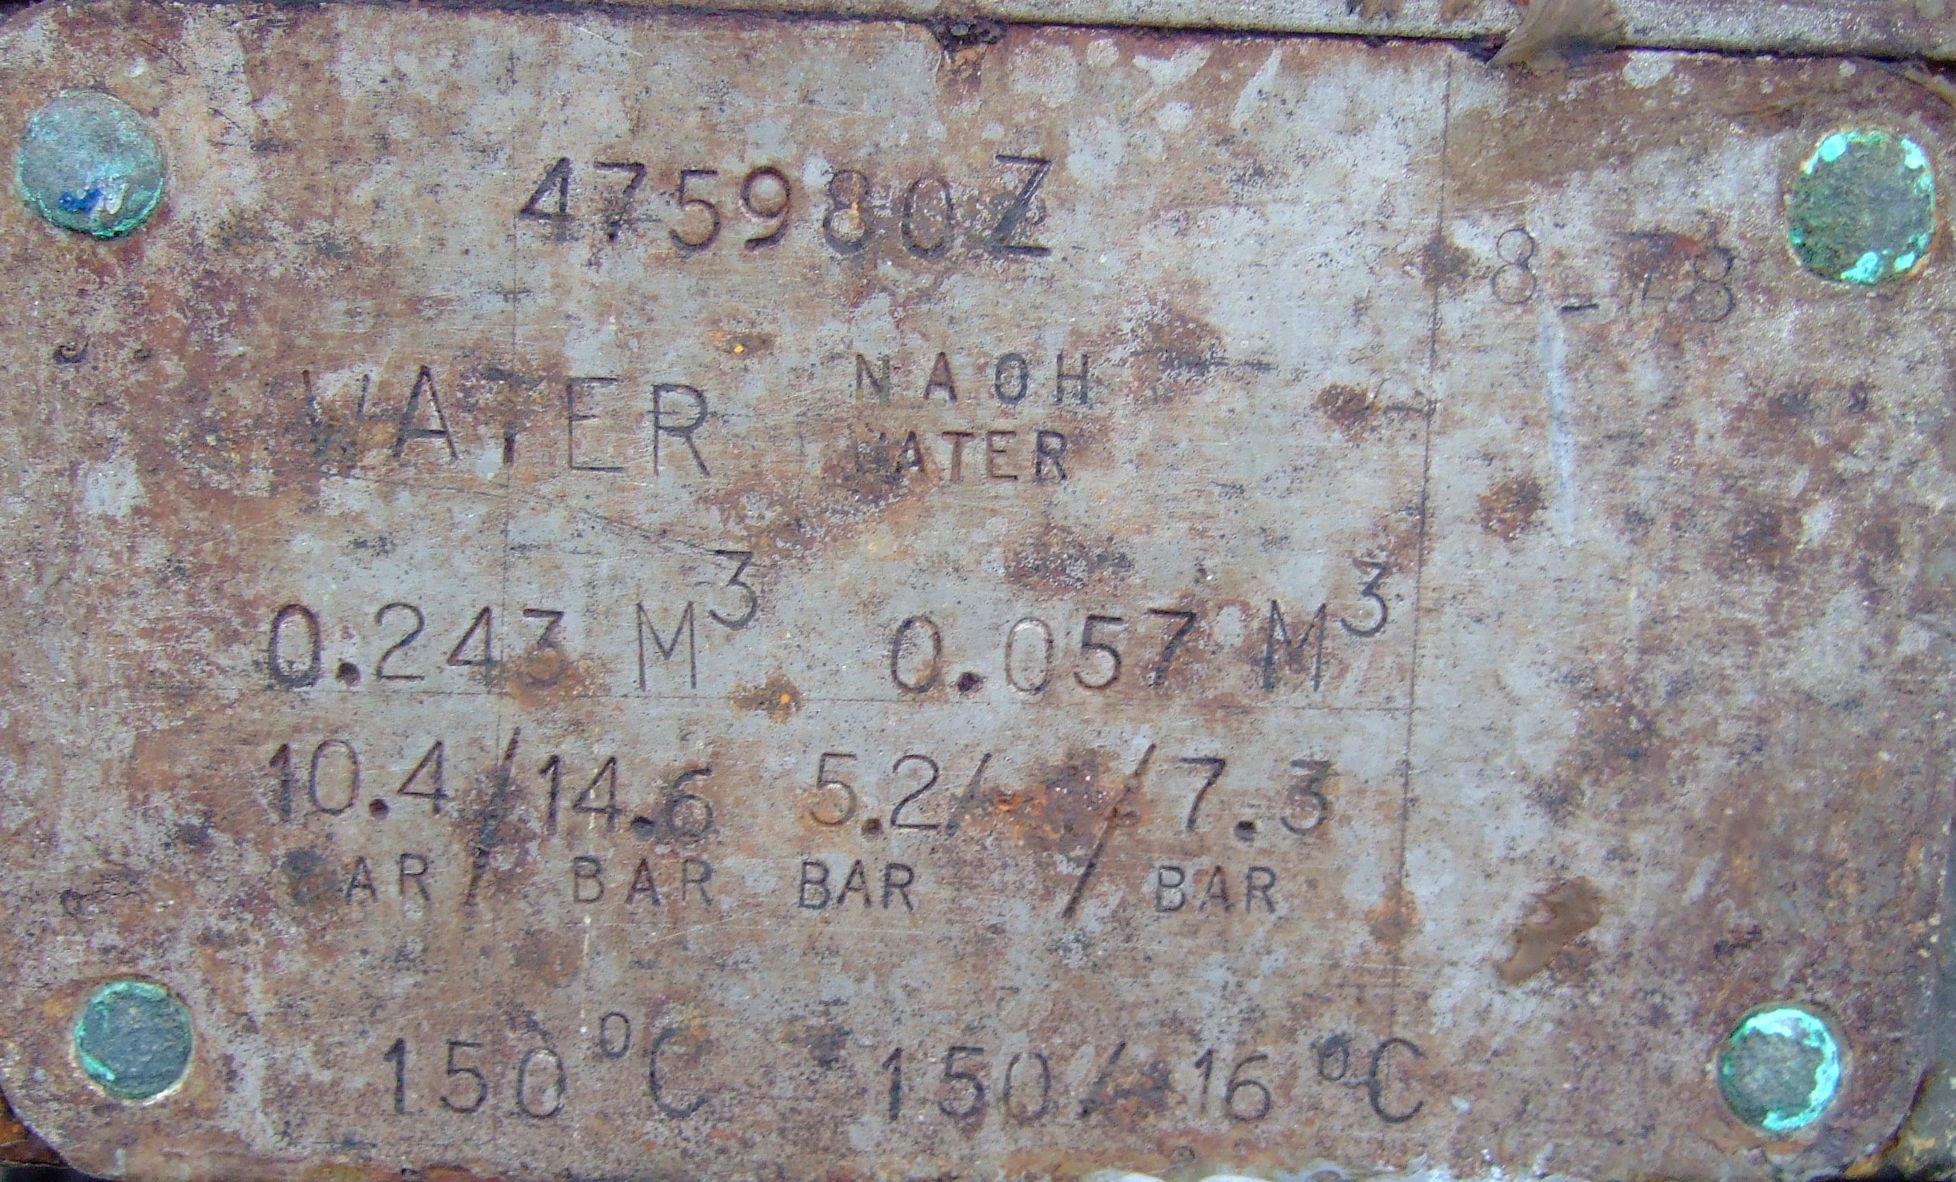 475980Z
8-78
WATER NAOH
WATER
0.243 M³ 0.057 M³
10.4/14.6 5.2/ /7.3
BAR/ BAR BAR / BAR
150°C 150/-16°C